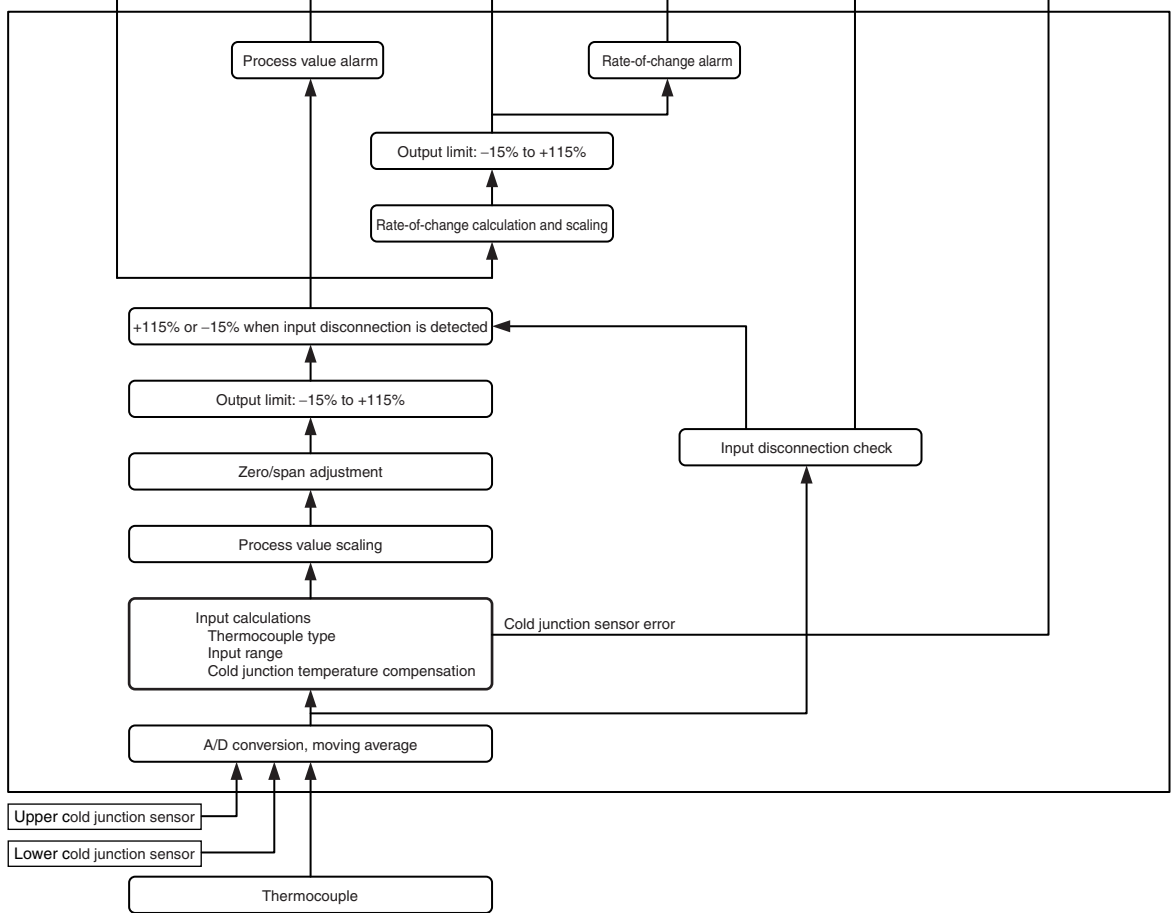 Process value alarm
Rate-of-change alarm
Output limit: –15% to +115%
Rate-of-change calculation and scaling
+115% or –15% when input disconnection is detected
Output limit: –15% to +115%
Input disconnection check
Zero/span adjustment
Process value scaling
Input calculations
Thermocouple type
Input range
Cold junction temperature compensation
Cold junction sensor error
A/D conversion, moving average
Upper cold junction sensor
Lower cold junction sensor
Thermocouple